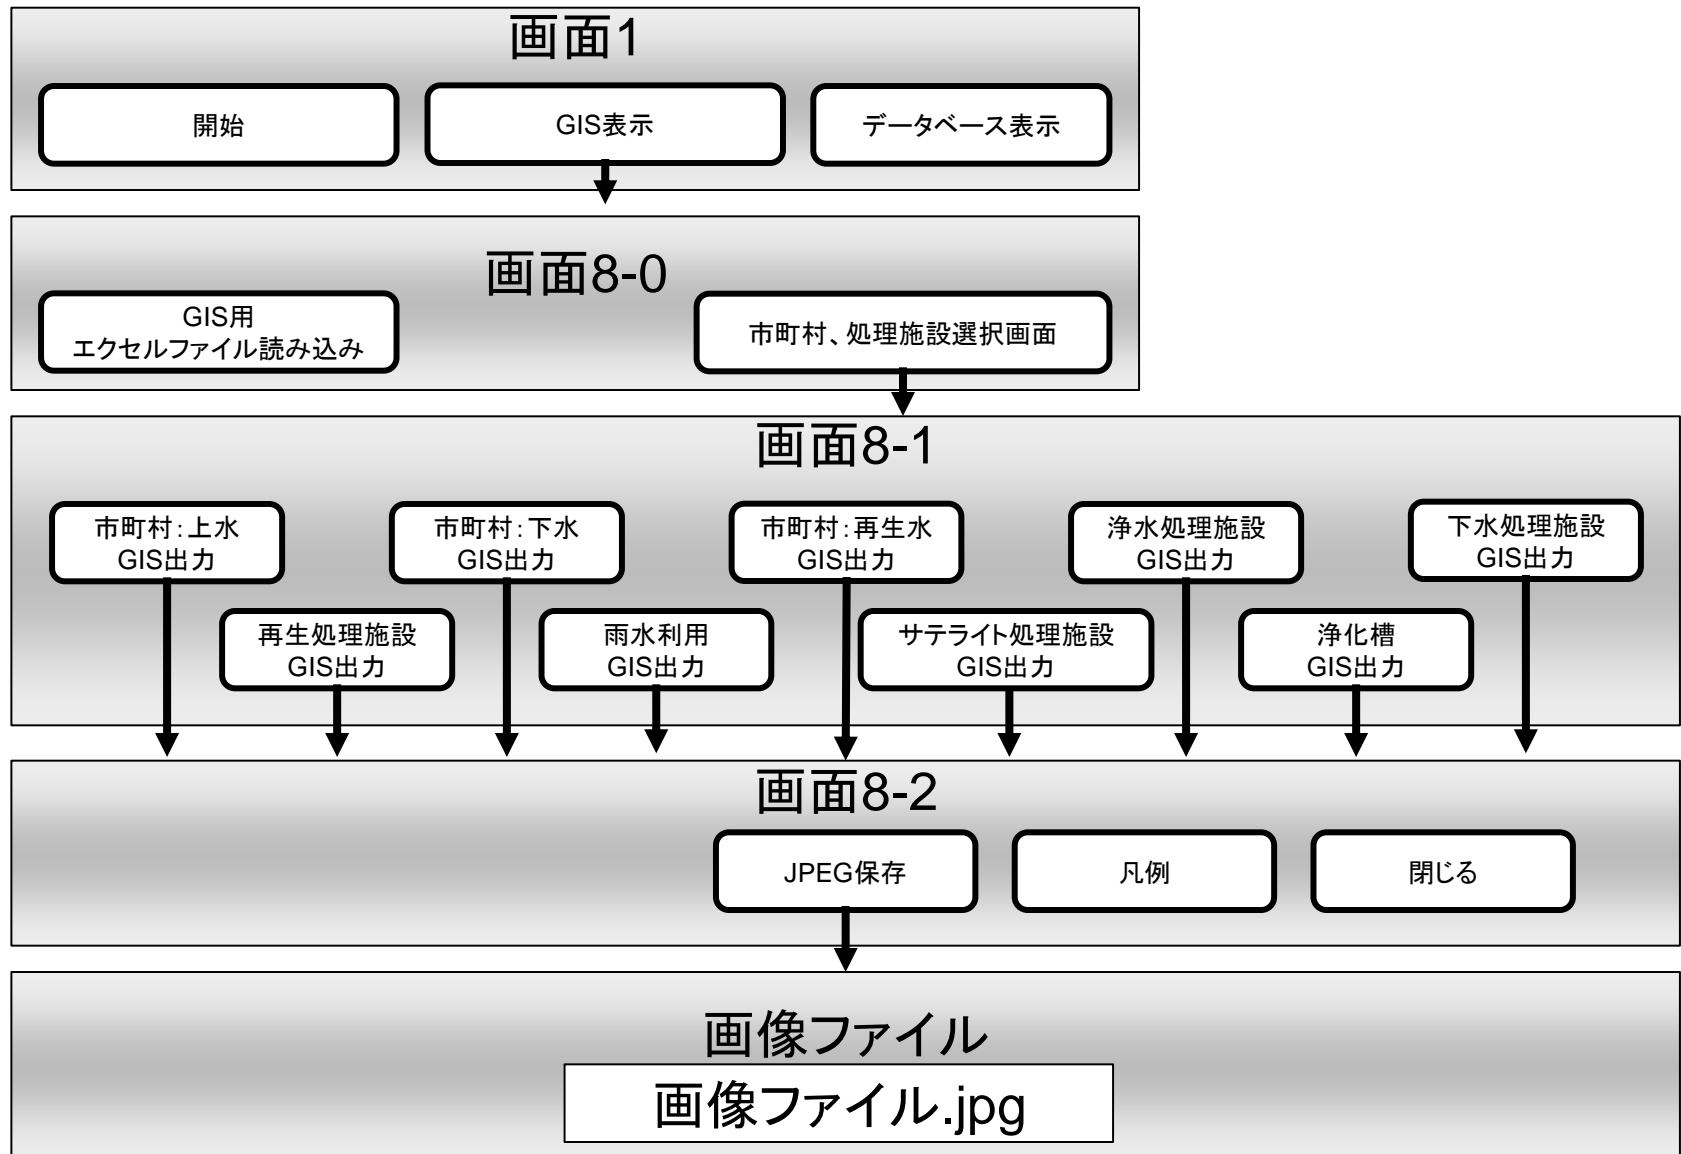 画面1
開始
GIS表示
データベース表示
画面8-0
GIS用
エクセルファイル読み込み
市町村、処理施設選択画面
画面8-1
市町村：上水
GIS出力
市町村：下水
GIS出力
市町村：再生水
GIS出力
浄水処理施設
GIS出力
下水処理施設
GIS出力
再生処理施設
GIS出力
雨水利用
GIS出力
サテライト処理施設
GIS出力
浄化槽
GIS出力
画面8-2
JPEG保存
凡例
閉じる
画像ファイル
画像ファイル.jpg